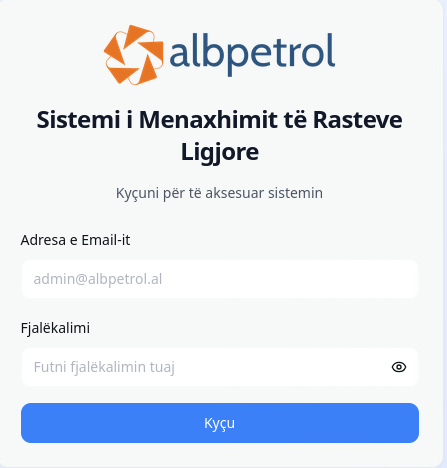 albpetrol
Sistemi i Menaxhimit të Rasteve
Ligjore
Kyçuni për të aksesuar sistemin
Adresa e Email-it
admin@albpetrol.al
Fjalëkalimi
Futni fjalëkalimin tuaj
Kyçu